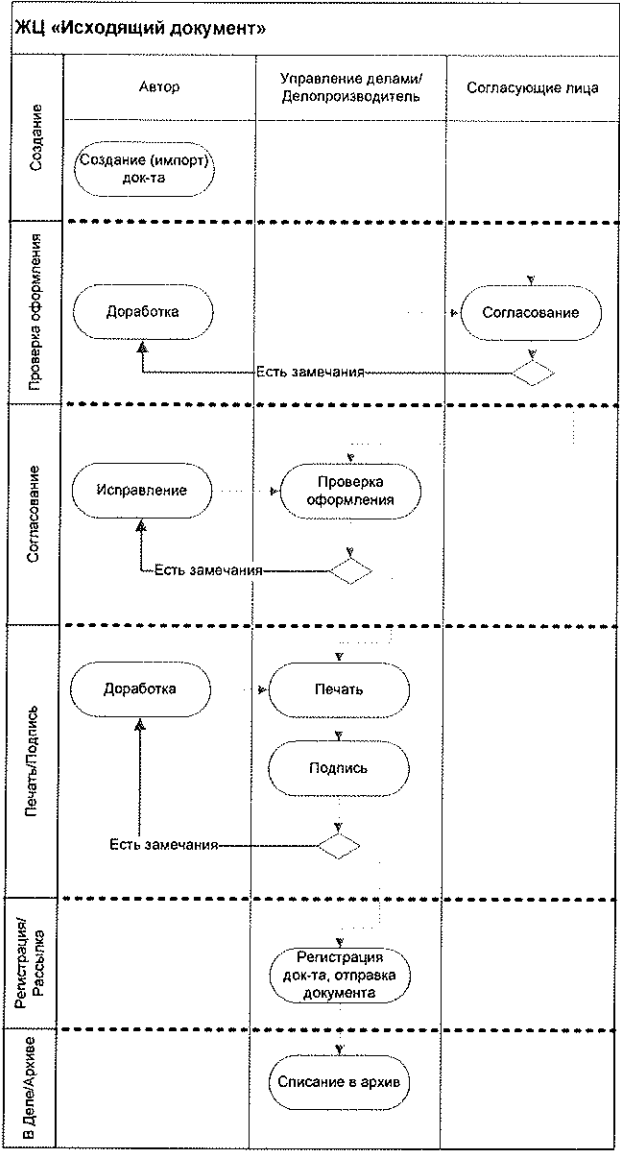 ЖЦ «Исходящий документ»
Автор
Управление делами/
Делопроизводитель
Согласующие лица
Создание
Создание (импорт)
док-та
Проверка оформления
Доработка
Согласование
Есть замечания
Согласование
Исправление
Проверка
оформления
Есть замечания
Печать/Подпись
Доработка
Печать
Подпись
Есть замечания
Регистрация/
Рассылка
Регистрация
док-та, отправка
документа
В Деле/Архиве
Списание в архив